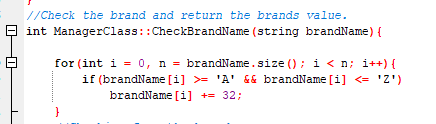 //Check the brand and return the brands value.
int ManagerClass::CheckBrandName(string brandName){
for(int i = 0, n = brandName.size(); i < n; i++){
if(brandName[i] >= 'A' && brandName[i] <= 'Z')
brandName[i] += 32;
}